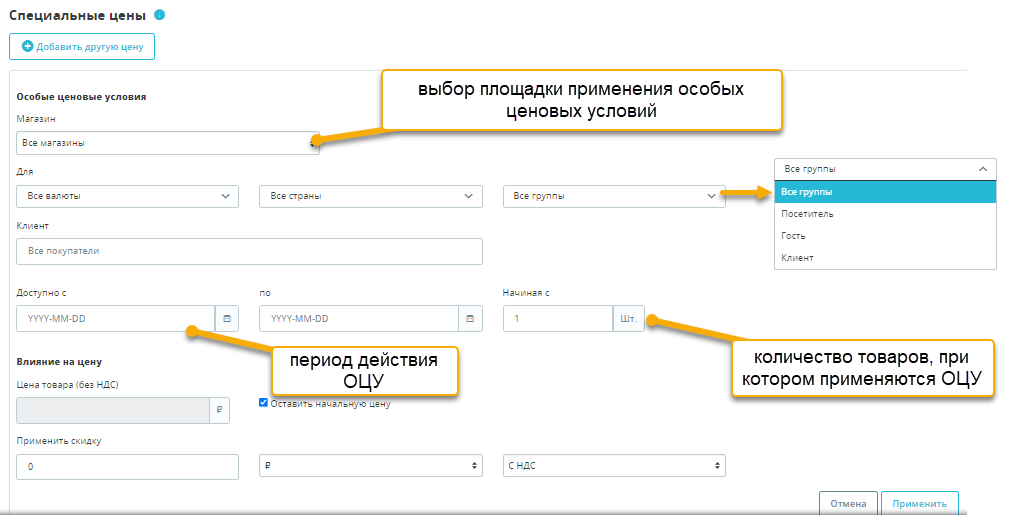 Специальные цены
Добавить другую цену
выбор площадки применения особых
ценовых условий
Особые ценовые условия
Магазин
Все магазины
Для
Все валюты
Все страны
Все группы
Все группы
Все группы
Посетитель
Гость
Клиент
Клиент
Все покупатели
Доступно с
по
Начиная с
YYYY-MM-DD
YYYY-MM-DD
1
Шт.
период действия
ОЦУ
количество товаров, при
котором применяются ОЦУ
Влияние на цену
Цена товара (без НДС)
₽
Оставить начальную цену
Применить скидку
0
₽
С НДС
Отмена
Применить